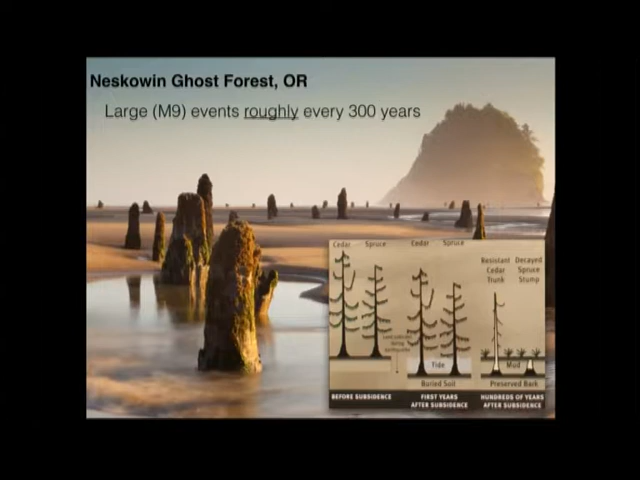 Neskowin Ghost Forest, OR
Large (M9) events roughly every 300 years
Cedar Spruce
Cedar Spruce
Resistant Cedar Trunk
Decayed Spruce Stump
Tide
Mud
Buried Soil
Preserved Bark
BEFORE SUBSIDENCE
FIRST YEARS
AFTER SUBSIDENCE
HUNDREDS OF YEARS
AFTER SUBSIDENCE